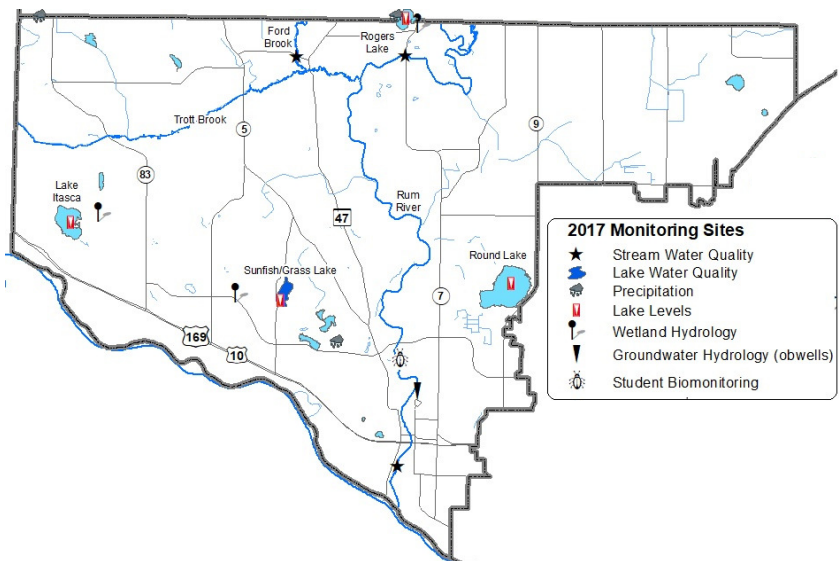 Ford
Brook
Rogers
Lake
Trott Brook
5
9
83
Lake
Itasca
47
Rum
River
Sunfish/Grass Lake
Round Lake
7
169
10
2017 Monitoring Sites
Stream Water Quality
Lake Water Quality
Precipitation
Lake Levels
Wetland Hydrology
Groundwater Hydrology (obwells)
Student Biomonitoring